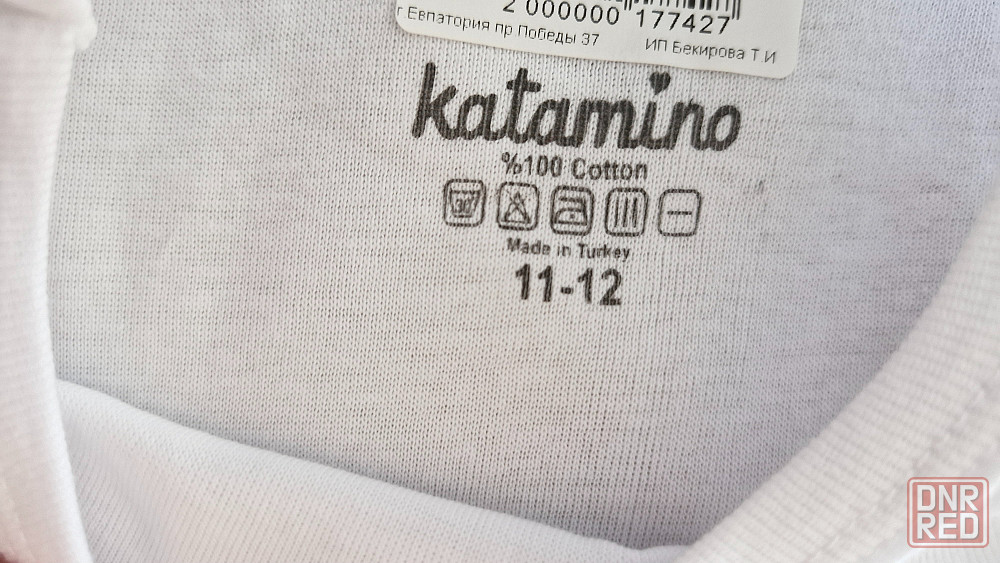 2 000000 177427
г Евпатория пр Победы 37 ИП Бекирова Т.И
katamino
%100 Cotton
30
Made in Turkey
11-12
DNR
RED